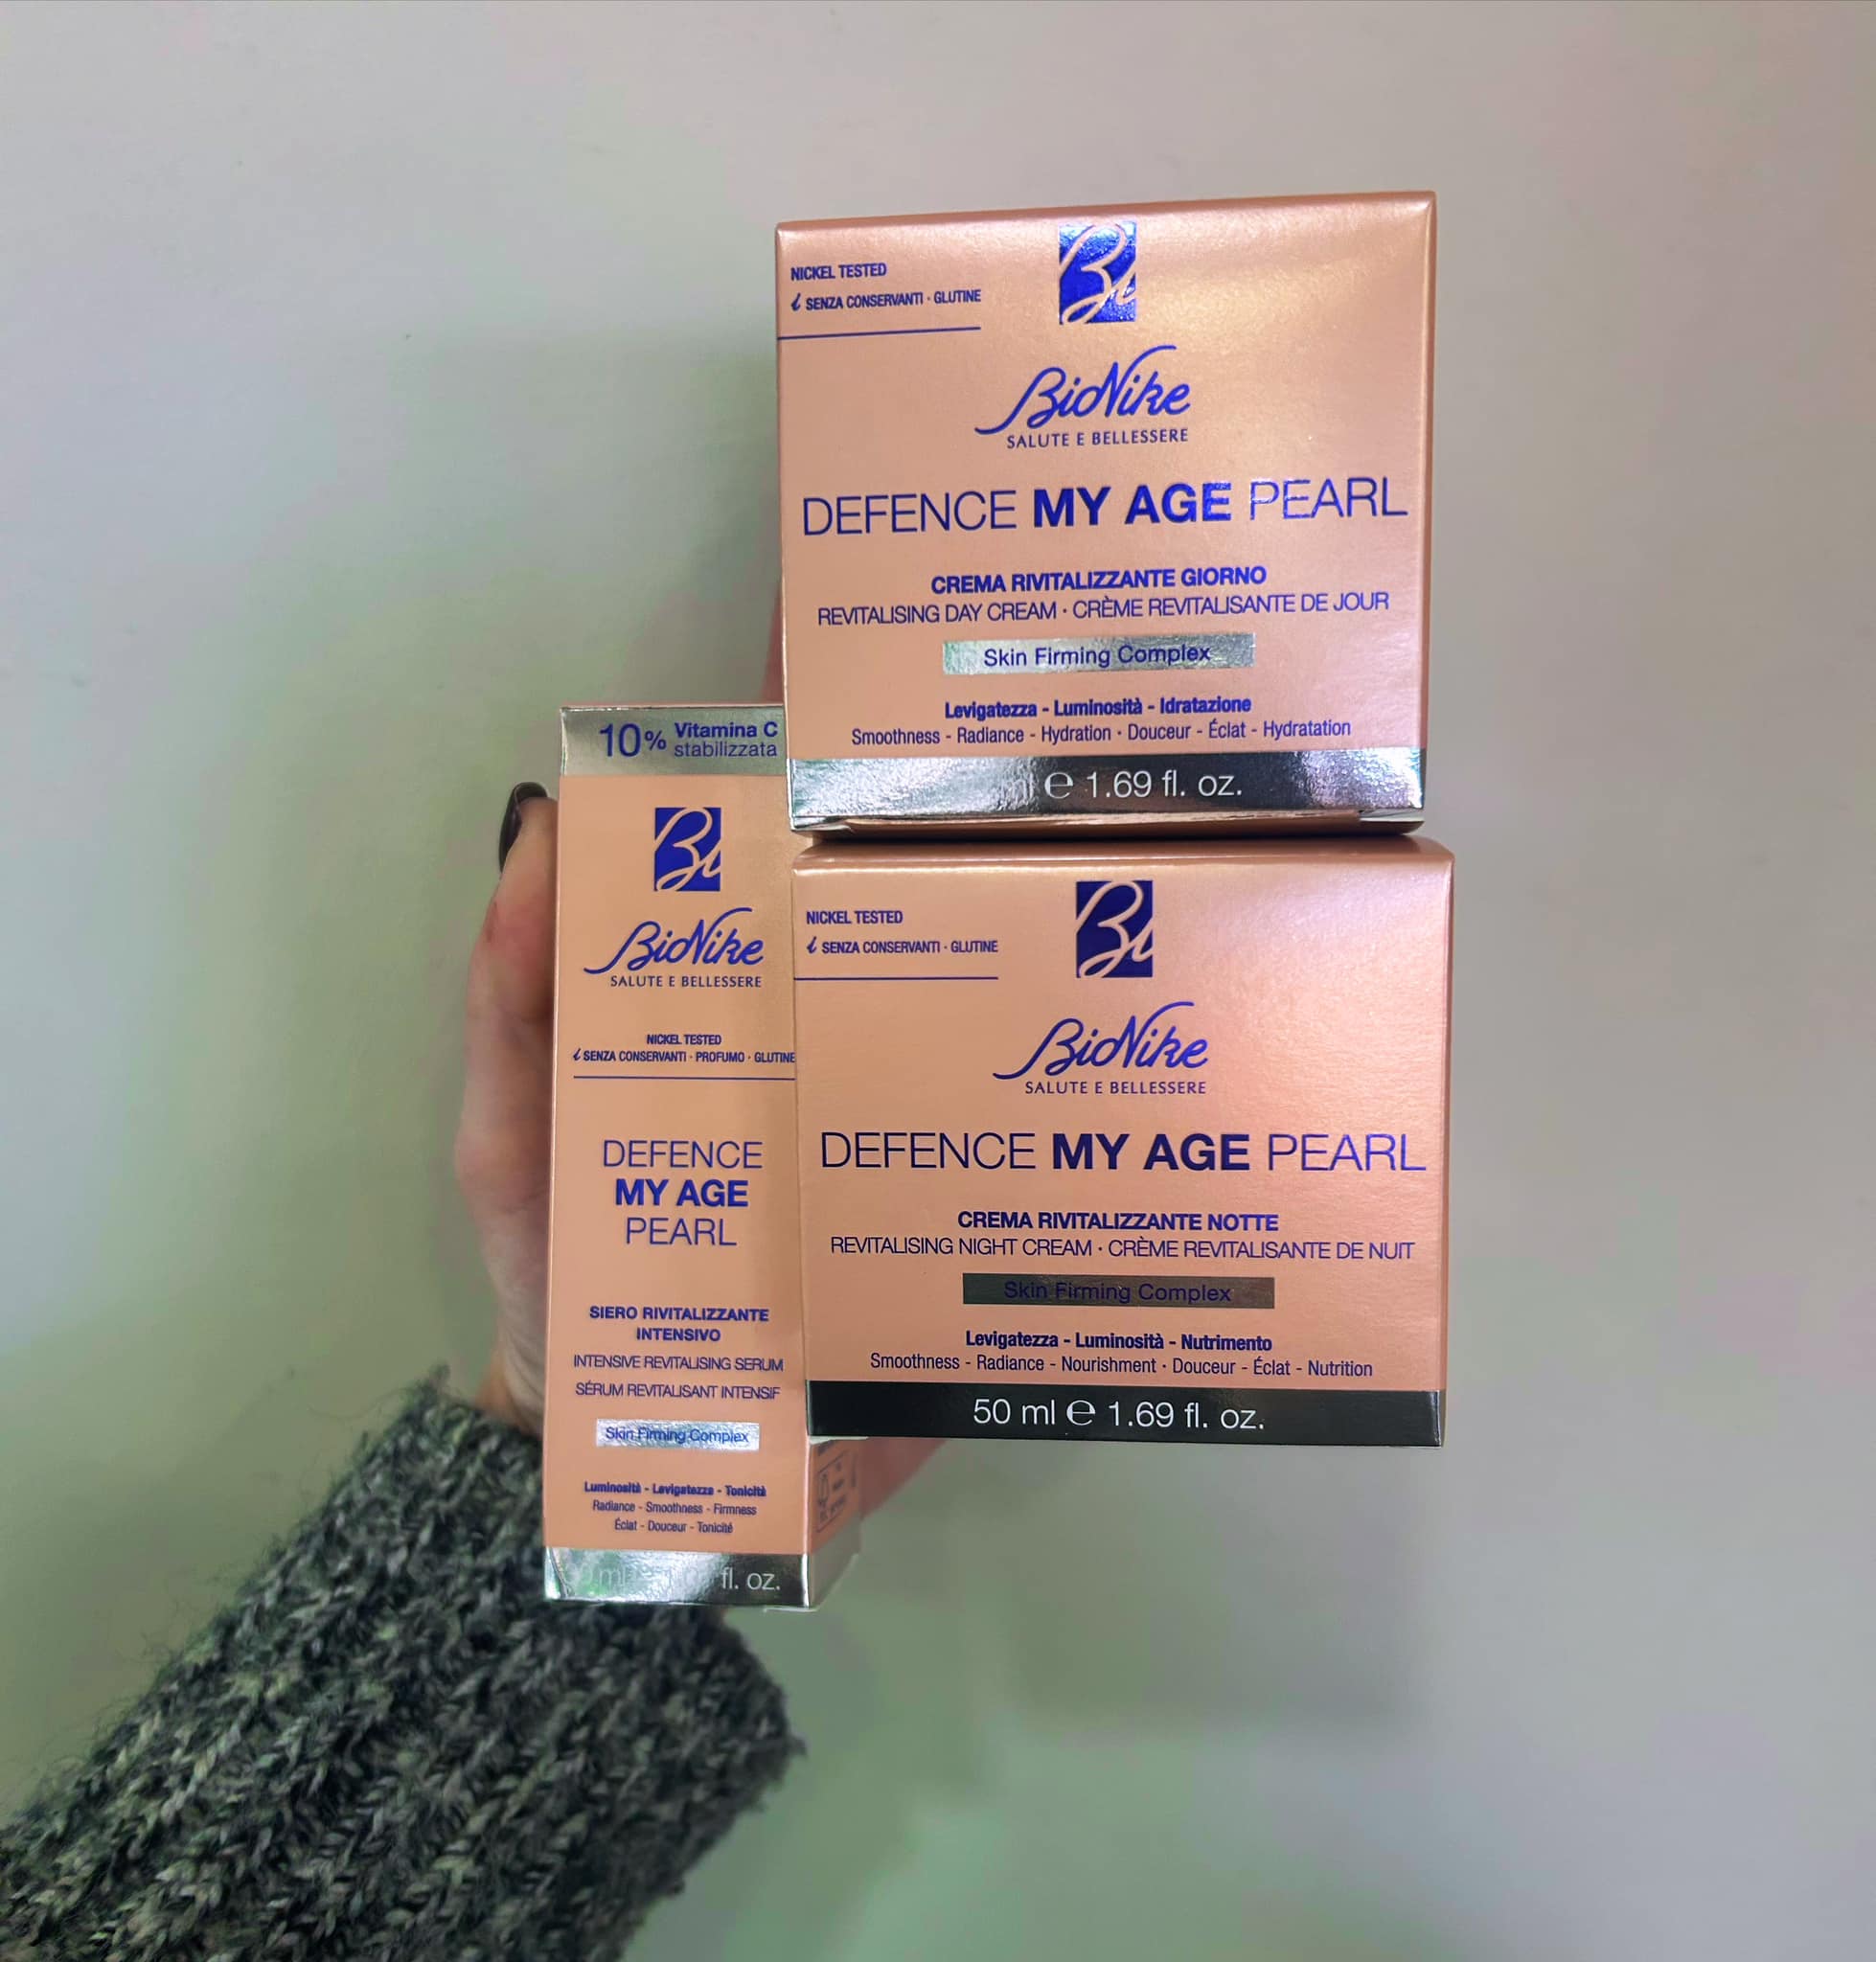 NICKEL TESTED
SENZA CONSERVANTI · GLUTINE
BioNike
SALUTE E BELLESSERE
DEFENCE MY AGE PEARL
CREMA RIVITALIZZANTE GIORNO
REVITALISING DAY CREAM · CRÈME REVITALISANTE DE JOUR
Skin Firming Complex
Levigatezza - Luminosità - Idratazione
Smoothness - Radiance - Hydration · Douceur - Éclat - Hydratation
e 1.69 fl. oz.
10% Vitamina C
stabilizzata
BioNike
SALUTE E BELLESSERE
NICKEL TESTED
SENZA CONSERVANTI · PROFUMO · GLUTINE
DEFENCE
MY AGE
PEARL
SIERO RIVITALIZZANTE
INTENSIVO
INTENSIVE REVITALISING SERUM
SÉRUM REVITALISANT INTENSIF
Skin Firming Complex
Luminosità - Levigatezza - Tonicità
Radiance - Smoothness - Firmness
Éclat - Douceur - Tonicité
fl. oz.
NICKEL TESTED
SENZA CONSERVANTI · GLUTINE
BioNike
SALUTE E BELLESSERE
DEFENCE MY AGE PEARL
CREMA RIVITALIZZANTE NOTTE
REVITALISING NIGHT CREAM · CRÈME REVITALISANTE DE NUIT
Skin Firming Complex
Levigatezza - Luminosità - Nutrimento
Smoothness - Radiance - Nourishment · Douceur - Éclat - Nutrition
50 ml e 1.69 fl. oz.